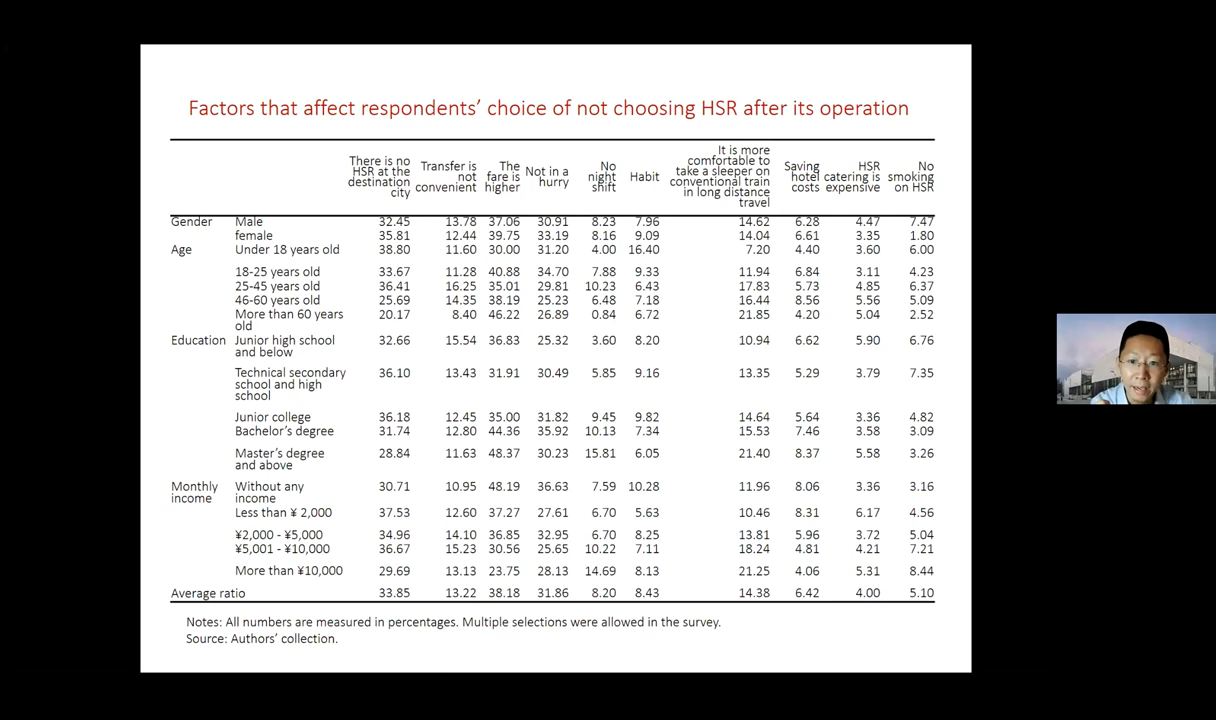 Factors that affect respondents' choice of not choosing HSR after its operation
There is no HSR at the destination city Transfer is not convenient The fare is higher Not in a hurry No night shift Habit It is more comfortable to take a sleeper on conventional train in long distance travel Saving hotel costs HSR catering is expensive No smoking on HSR
Gender Male 32.45 13.78 37.06 30.91 8.23 7.96 14.62 6.28 4.47 7.47
female 35.81 12.44 39.75 33.19 8.16 9.09 14.04 6.61 3.35 1.80
Age Under 18 years old 38.80 11.60 30.00 31.20 4.00 16.40 7.20 4.40 3.60 6.00
18-25 years old 33.67 11.28 40.88 34.70 7.88 9.33 11.94 6.84 3.11 4.23
25-45 years old 36.41 16.25 35.01 29.81 10.23 6.43 17.83 5.73 4.85 6.37
46-60 years old 25.69 14.35 38.19 25.23 6.48 7.18 16.44 8.56 5.56 5.09
More than 60 years old 20.17 8.40 46.22 26.89 0.84 6.72 21.85 4.20 5.04 2.52
Education Junior high school and below 32.66 15.54 36.83 25.32 3.60 8.20 10.94 6.62 5.90 6.76
Technical secondary school and high school 36.10 13.43 31.91 30.49 5.85 9.16 13.35 5.29 3.79 7.35
Junior college 36.18 12.45 35.00 31.82 9.45 9.82 14.64 5.64 3.36 4.82
Bachelor's degree 31.74 12.80 44.36 35.92 10.13 7.34 15.53 7.46 3.58 3.09
Master's degree and above 28.84 11.63 48.37 30.23 15.81 6.05 21.40 8.37 5.58 3.26
Monthly income Without any income 30.71 10.95 48.19 36.63 7.59 10.28 11.96 8.06 3.36 3.16
Less than ¥ 2,000 37.53 12.60 37.27 27.61 6.70 5.63 10.46 8.31 6.17 4.56
¥2,000 - ¥5,000 34.96 14.10 36.85 32.95 6.70 8.25 13.81 5.96 3.72 5.04
¥5,001 - ¥10,000 36.67 15.23 30.56 25.65 10.22 7.11 18.24 4.81 4.21 7.21
More than ¥10,000 29.69 13.13 23.75 28.13 14.69 8.13 21.25 4.06 5.31 8.44
Average ratio 33.85 13.22 38.18 31.86 8.20 8.43 14.38 6.42 4.00 5.10
Notes: All numbers are measured in percentages. Multiple selections were allowed in the survey.
Source: Authors' collection.